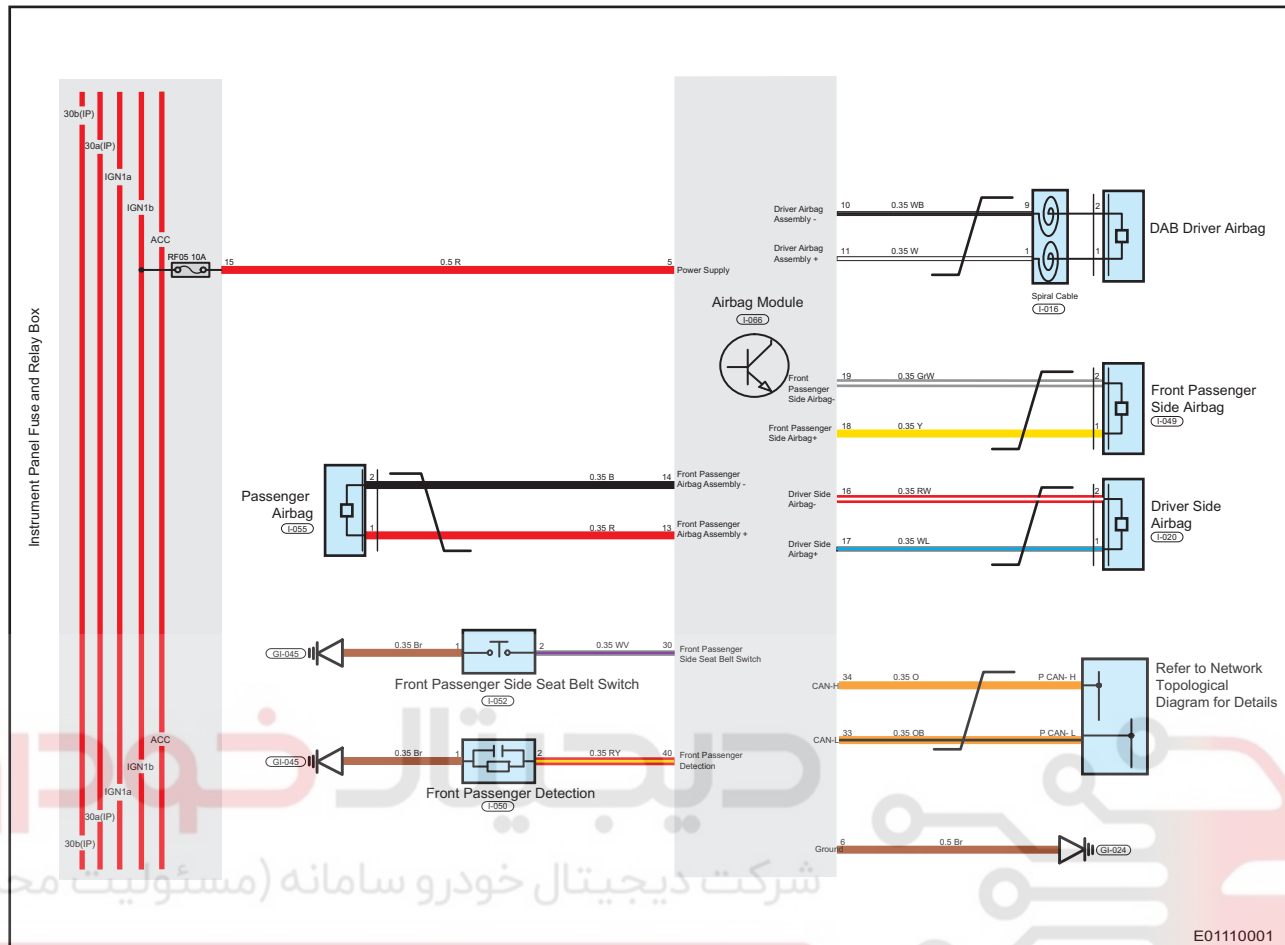 Instrument Panel Fuse and Relay Box
30b(IP)
30a(IP)
IGN1a
IGN1b
ACC
RF05 10A
15
0.5 R
5
Power Supply
Airbag Module
I-066
Driver Airbag
Assembly -
10
0.35 WB
9
2
Driver Airbag
Assembly +
11
0.35 W
1
1
DAB Driver Airbag
Spiral Cable
I-016
Front
Passenger
Side Airbag-
19
0.35 GrW
2
Front Passenger
Side Airbag+
18
0.35 Y
1
Front Passenger
Side Airbag
I-049
Passenger
Airbag
I-055
2
0.35 B
14
Front Passenger
Airbag Assembly -
1
0.35 R
13
Front Passenger
Airbag Assembly +
Driver Side
Airbag-
16
0.35 RW
2
Driver Side
Airbag+
17
0.35 WL
1
Driver Side
Airbag
I-020
GI-045
0.35 Br
1
2
0.35 WV
30
Front Passenger
Side Seat Belt Switch
Front Passenger Side Seat Belt Switch
I-052
CAN-H
34
0.35 O
P CAN- H
CAN-L
33
0.35 OB
P CAN- L
Refer to Network
Topological
Diagram for Details
GI-045
0.35 Br
1
2
0.35 RY
40
Front Passenger
Detection
Front Passenger Detection
I-050
ACC
IGN1b
IGN1a
30a(IP)
30b(IP)
Ground
6
0.5 Br
GI-024
دیجیتال خودرو
شرکت دیجیتال خودرو سامانه (مسئولیت
E01110001